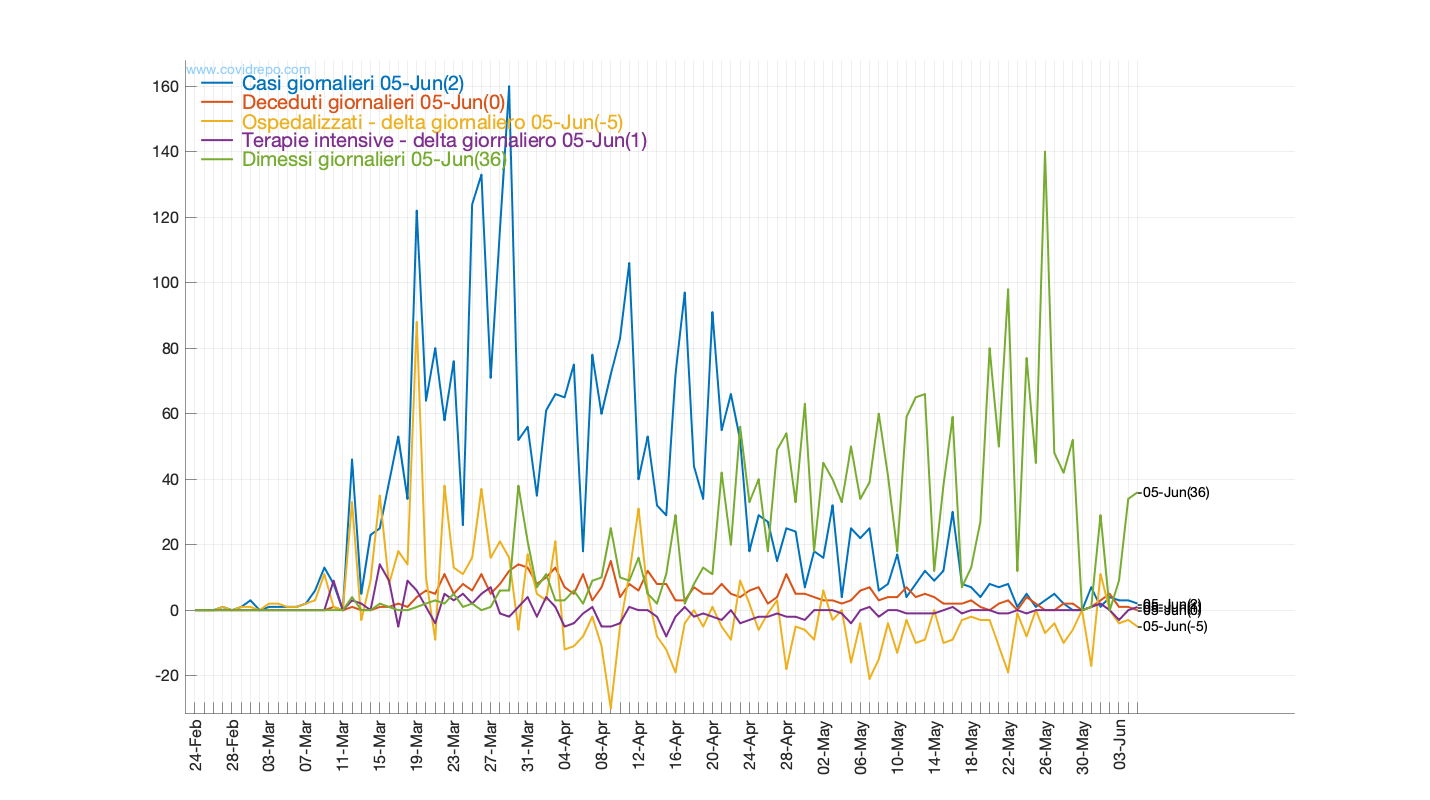 www.covidrepo.com
Casi giornalieri 05-Jun(2)
Deceduti giornalieri 05-Jun(0)
Ospedalizzati - delta giornaliero 05-Jun(-5)
Terapie intensive - delta giornaliero 05-Jun(1)
Dimessi giornalieri 05-Jun(36)
160
140
120
100
80
60
40
20
0
-20
05-Jun(36)
05-Jun(2)
05-Jun(-5)
24-Feb
28-Feb
03-Mar
07-Mar
11-Mar
15-Mar
19-Mar
23-Mar
27-Mar
31-Mar
04-Apr
08-Apr
12-Apr
16-Apr
20-Apr
24-Apr
28-Apr
02-May
06-May
10-May
14-May
18-May
22-May
26-May
30-May
03-Jun